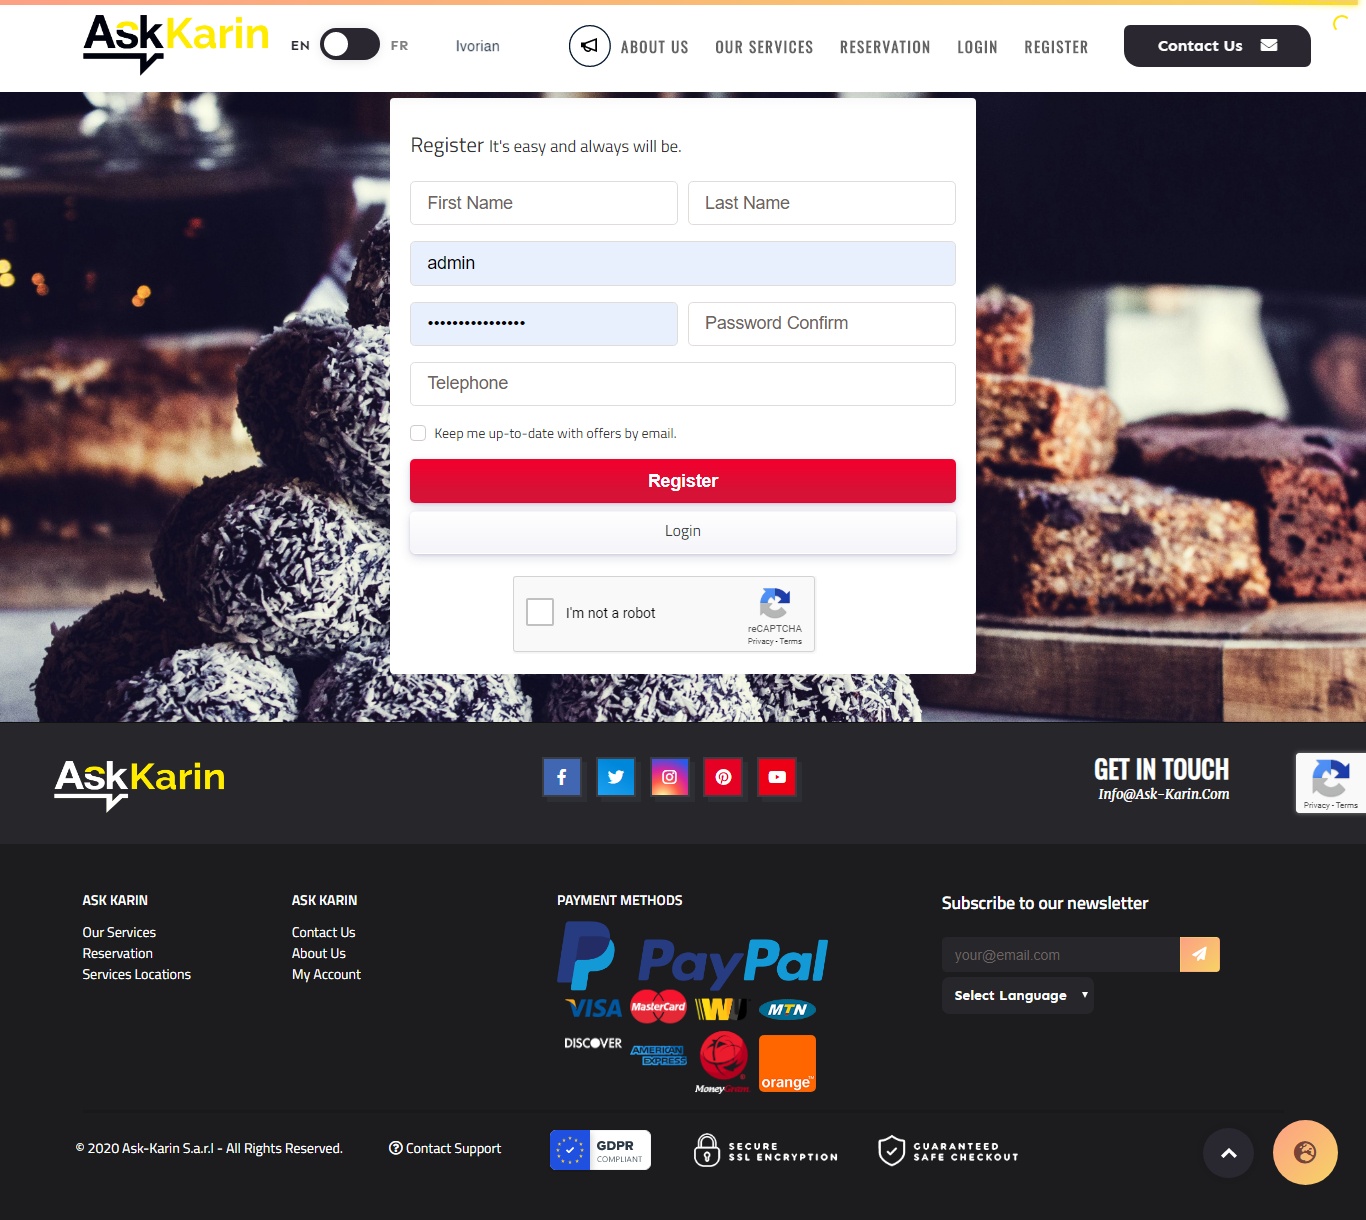 AskKarin
EN FR Ivorian
ABOUT US OUR SERVICES RESERVATION LOGIN REGISTER
Contact Us
Register It's easy and always will be.
First Name Last Name
admin
•••••••••••••••• Password Confirm
Telephone
Keep me up-to-date with offers by email.
Register
Login
I'm not a robot
reCAPTCHA
Privacy - Terms
AskKarin
GET IN TOUCH
Info@Ask-Karin.Com
Privacy - Terms
ASK KARIN
Our Services
Reservation
Services Locations
ASK KARIN
Contact Us
About Us
My Account
PAYMENT METHODS
PayPal
VISA MasterCard WU MTN
DISCOVER AMERICAN EXPRESS MoneyGram orange
Subscribe to our newsletter
your@email.com
Select Language
© 2020 Ask-Karin S.a.r.l - All Rights Reserved.
Contact Support
GDPR
COMPLIANT
SECURE
SSL ENCRYPTION
GUARANTEED
SAFE CHECKOUT